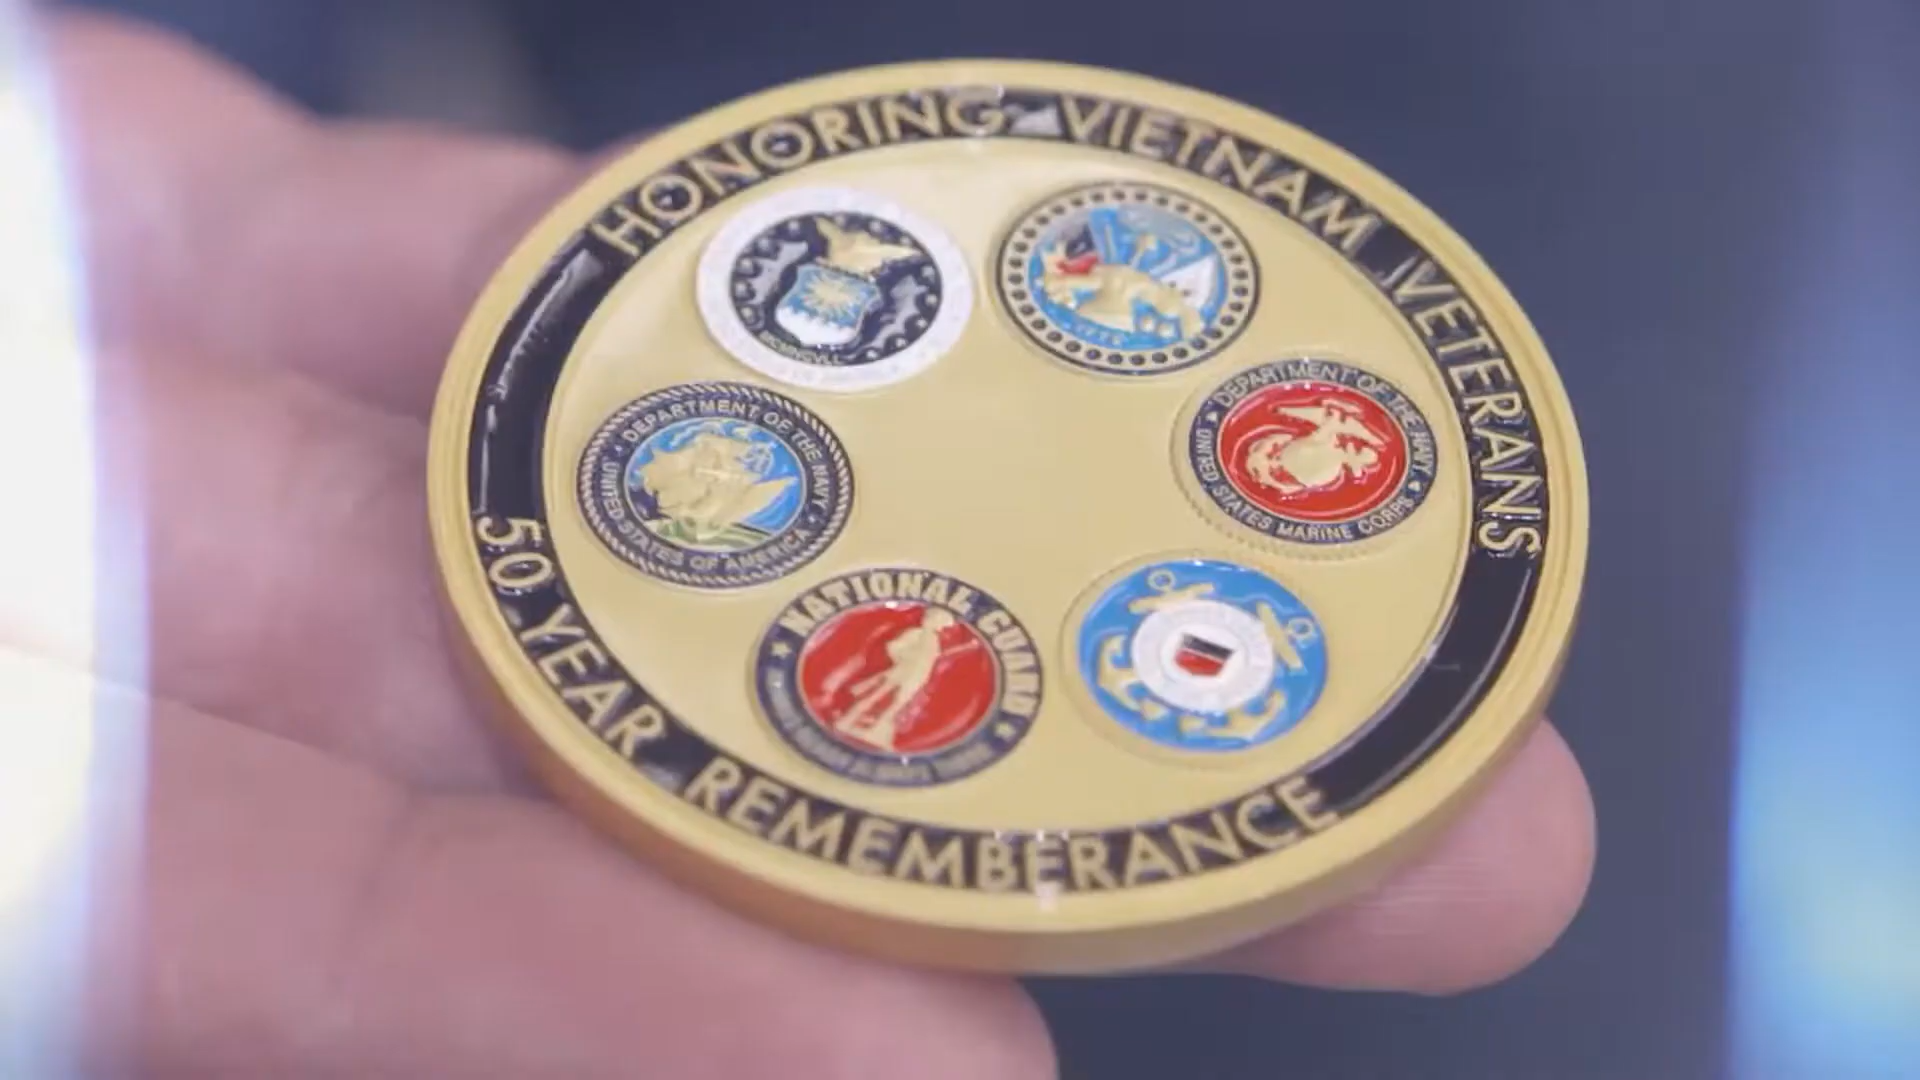 HONORING VIETNAM VETERANS
DEPARTMENT OF THE NAVY
UNITED STATES OF AMERICA
DEPARTMENT OF THE NAVY
UNITED STATES MARINE CORPS
NATIONAL GUARD
50 YEAR REMEMBERANCE